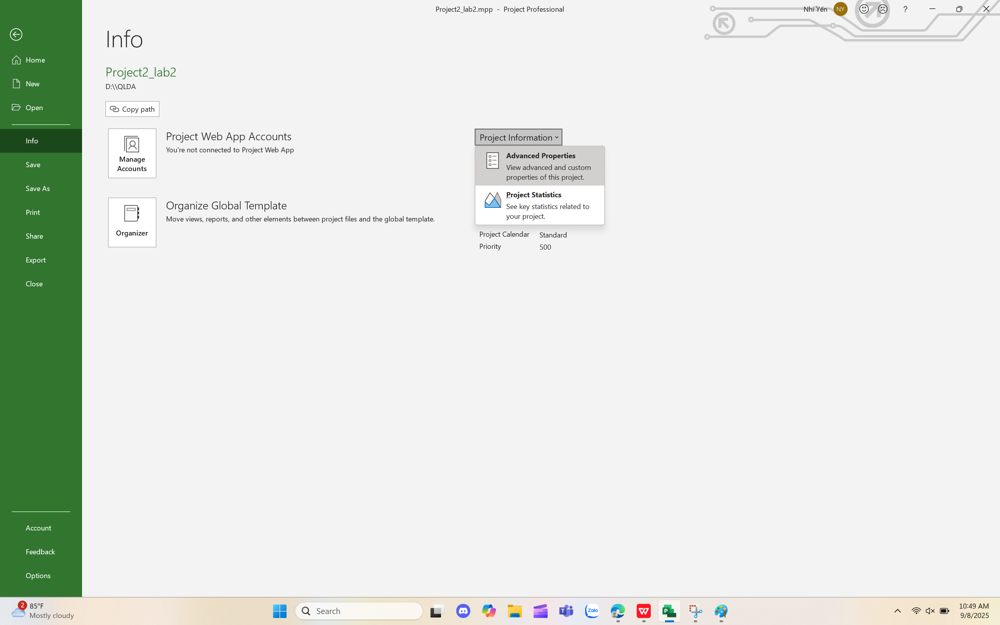 Project2_lab2.mpp - Project Professional
Nhi Yến
NY
?
Info
Home
New
Open
Info
Save
Save As
Print
Share
Export
Close
Account
Feedback
Options
Project2_lab2
D:\\QLDA
Copy path
Manage
Accounts
Project Web App Accounts
You're not connected to Project Web App
Organizer
Organize Global Template
Move views, reports, and other elements between project files and the global template.
Project Information
Advanced Properties
View advanced and custom
properties of this project.
Project Statistics
See key statistics related to
your project.
Project Calendar Standard
Priority 500
2
85°F
Mostly cloudy
Search
Zalo
10:49 AM
9/8/2025